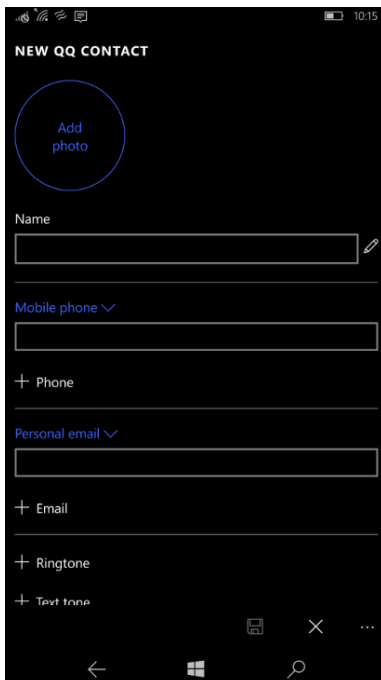 10:15
NEW QQ CONTACT
Add
photo
Name
Mobile phone
Phone
Personal email
Email
Ringtone
Text tone